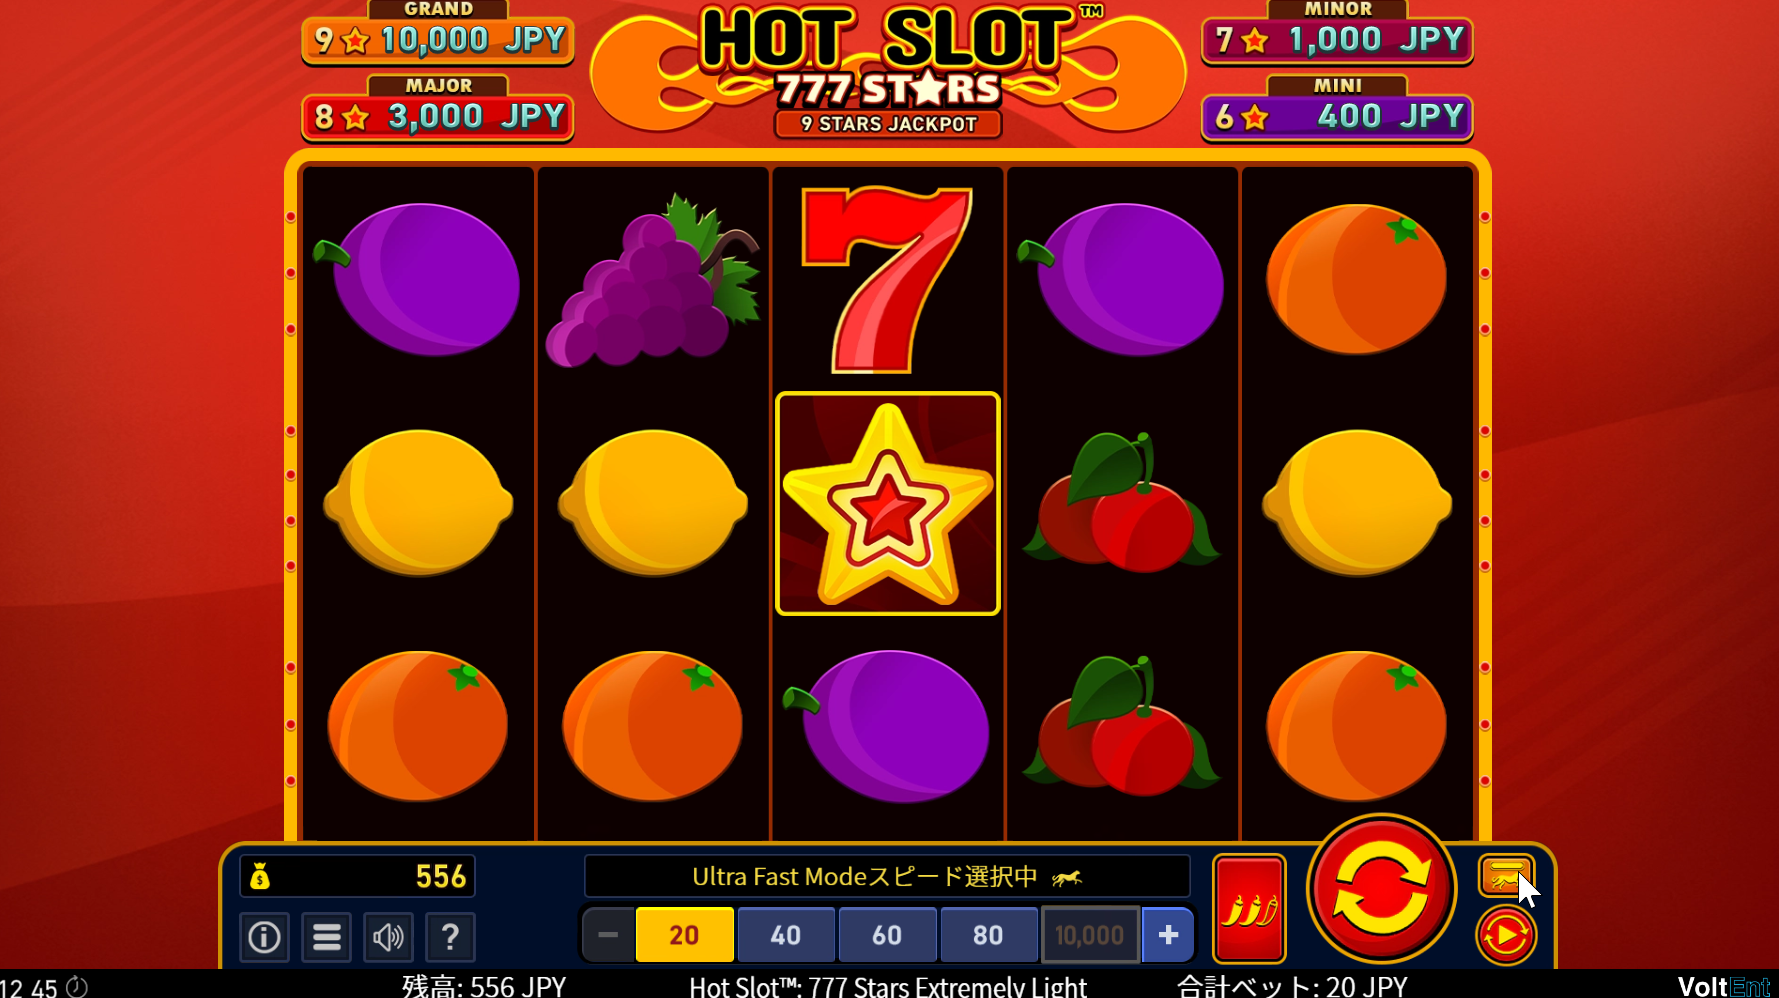 GRAND
9 10,000 JPY
MAJOR
8 3,000 JPY
HOT SLOT™
777 STARS
9 STARS JACKPOT
MINOR
7 1,000 JPY
MINI
6 400 JPY
556
Ultra Fast Modeスピード選択中
20 40 60 80 10,000 +
12 45
残高: 556 JPY
Hot Slot™: 777 Stars Extremely Light
合計ベット: 20 JPY
VoltEnt